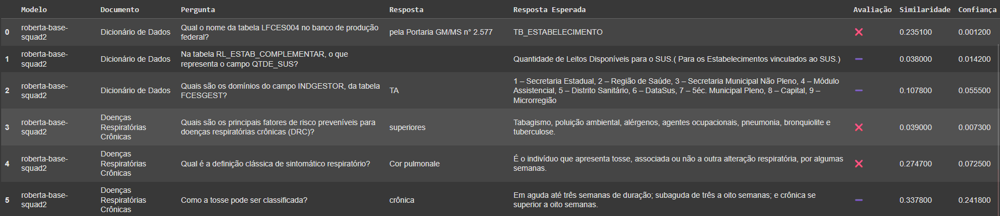 Modelo Documento Pergunta Resposta Resposta Esperada Avaliação Similaridade Confiança
0 roberta-base-squad2 Dicionário de Dados Qual o nome da tabela LFCES004 no banco de produção federal? pela Portaria GM/MS n° 2.577 TB_ESTABELECIMENTO ❌ 0.235100 0.001200
1 roberta-base-squad2 Dicionário de Dados Na tabela RL_ESTAB_COMPLEMENTAR, o que representa o campo QTDE_SUS? Quantidade de Leitos Disponíveis para o SUS.( Para os Estabelecimentos vinculados ao SUS.) ➖ 0.038000 0.014200
2 roberta-base-squad2 Dicionário de Dados Quais são os domínios do campo INDGESTOR, da tabela FCESGEST? TA 1 – Secretaria Estadual, 2 – Região de Saúde, 3 – Secretaria Municipal Não Pleno, 4 – Módulo Assistencial, 5 – Distrito Sanitário, 6 – DataSus, 7 – 5éc. Municipal Pleno, 8 – Capital, 9 – Microrregião ➖ 0.107800 0.055500
3 roberta-base-squad2 Doenças Respiratórias Crônicas Quais são os principais fatores de risco preveníveis para doenças respiratórias crônicas (DRC)? superiores Tabagismo, poluição ambiental, alérgenos, agentes ocupacionais, pneumonia, bronquiolite e tuberculose. ❌ 0.039000 0.007300
4 roberta-base-squad2 Doenças Respiratórias Crônicas Qual é a definição clássica de sintomático respiratório? Cor pulmonale É o indivíduo que apresenta tosse, associada ou não a outra alteração respiratória, por algumas semanas. ❌ 0.274700 0.072500
5 roberta-base-squad2 Doenças Respiratórias Crônicas Como a tosse pode ser classificada? crônica Em aguda até três semanas de duração; subaguda de três a oito semanas; e crônica se superior a oito semanas. ➖ 0.337800 0.241800